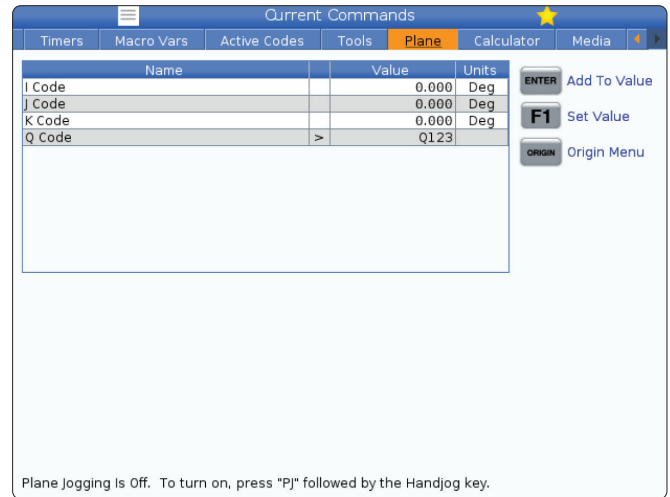 Current Commands
Timers Macro Vars Active Codes Tools Plane Calculator Media
Name Value Units
I Code 0.000 Deg
J Code 0.000 Deg
K Code 0.000 Deg
Q Code > Q123
ENTER Add To Value
F1 Set Value
ORIGIN Origin Menu
Plane Jogging Is Off. To turn on, press "PJ" followed by the Handjog key.